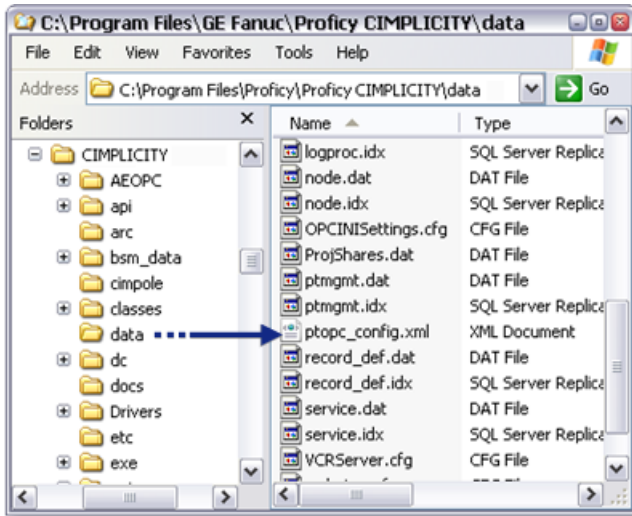 C:\Program Files\GE Fanuc\Proficy CIMPLICITY\data
File Edit View Favorites Tools Help
Address C:\Program Files\Proficy\Proficy CIMPLICITY\data Go
Folders
Name Type
CIMPLICITY
AEOPC
api
arc
bsm_data
cimpole
classes
data
dc
docs
Drivers
etc
exe
logproc.idx SQL Server Replica
node.dat DAT File
node.idx SQL Server Replica
OPCINISettings.cfg CFG File
ProjShares.dat DAT File
ptmgmt.dat DAT File
ptmgmt.idx SQL Server Replica
ptopc_config.xml XML Document
record_def.dat DAT File
record_def.idx SQL Server Replica
service.dat DAT File
service.idx SQL Server Replica
VCRServer.cfg CFG File